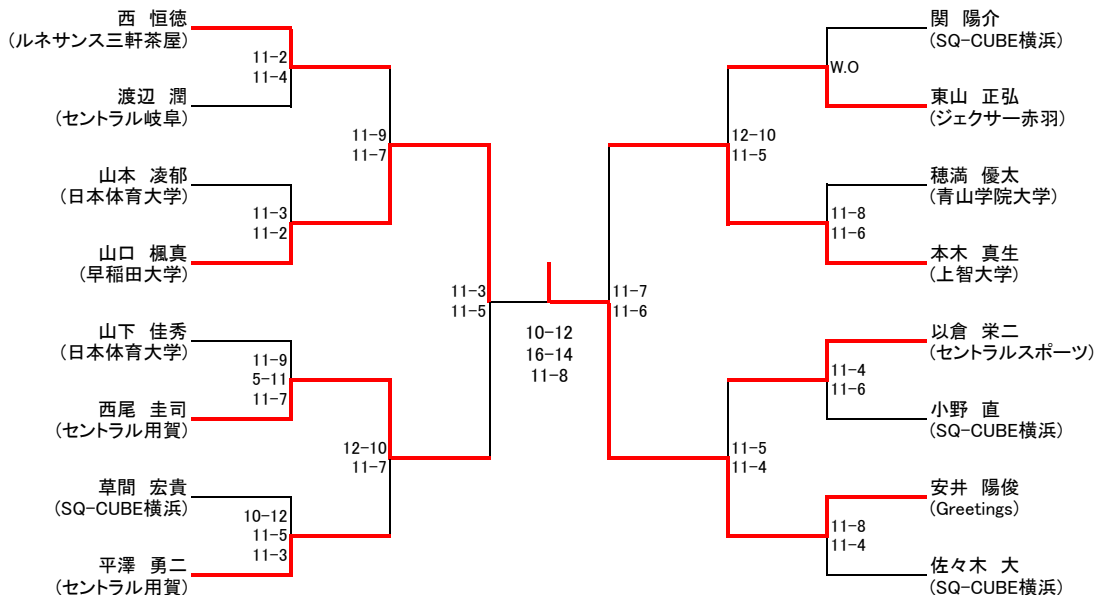 西　恒徳
(ルネサンス三軒茶屋)
11-2
11-4
渡辺　潤
(セントラル岐阜)
11-9
11-7
山本　凌郁
(日本体育大学)
11-3
11-2
山口　楓真
(早稲田大学)
11-3
11-5
山下　佳秀
(日本体育大学)
11-9
5-11
11-7
西尾　圭司
(セントラル用賀)
12-10
11-7
草間　宏貴
(SQ-CUBE横浜)
10-12
11-5
11-3
平澤　勇二
(セントラル用賀)
10-12
16-14
11-8
関　陽介
(SQ-CUBE横浜)
W.O
東山　正弘
(ジェクサー赤羽)
12-10
11-5
穂満　優太
(青山学院大学)
11-8
11-6
本木　真生
(上智大学)
11-7
11-6
以倉　栄二
(セントラルスポーツ)
11-4
11-6
小野　直
(SQ-CUBE横浜)
11-5
11-4
安井　陽俊
(Greetings)
11-8
11-4
佐々木　大
(SQ-CUBE横浜)